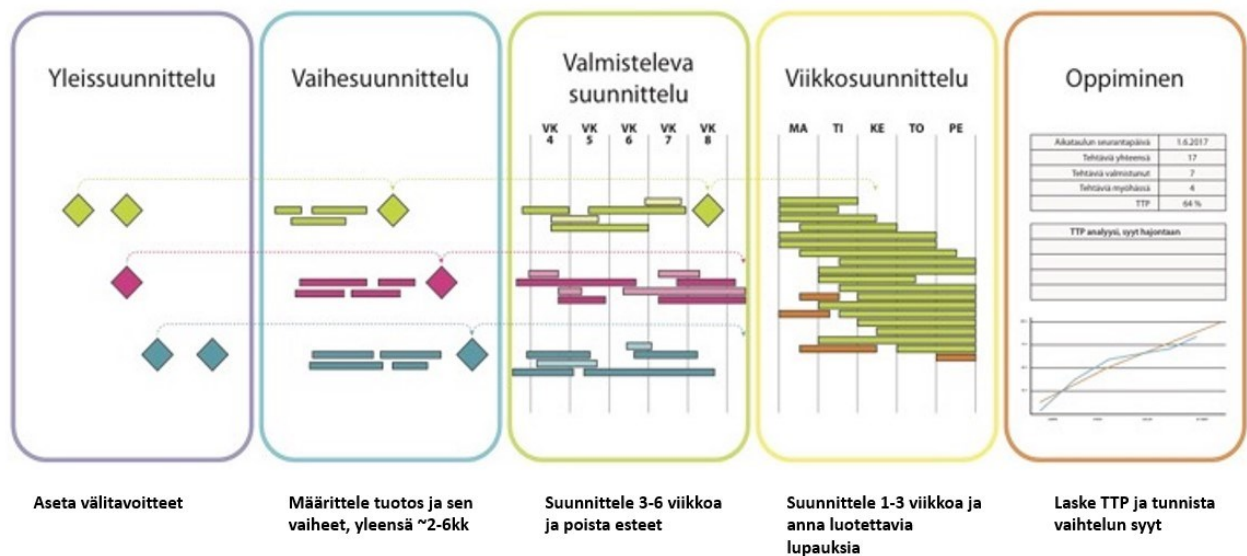 Yleissuunnittelu
Vaihesuunnittelu
Valmisteleva
suunnittelu
VK VK VK VK VK
4 5 6 7 8
Viikkosuunnittelu
MA TI KE TO PE
Oppiminen
Aikataulun seurantapäivä 1.6.2017
Tehtäviä yhteensä 17
Tehtäviä valmistunut 7
Tehtäviä myöhässä 4
TTP 64 %
TTP analyysi, syyt hajontaan
Aseta välitavoitteet
Määrittele tuotos ja sen
vaiheet, yleensä ~2-6kk
Suunnittele 3-6 viikkoa
ja poista esteet
Suunnittele 1-3 viikkoa ja
anna luotettavia
lupauksia
Laske TTP ja tunnista
vaihtelun syyt